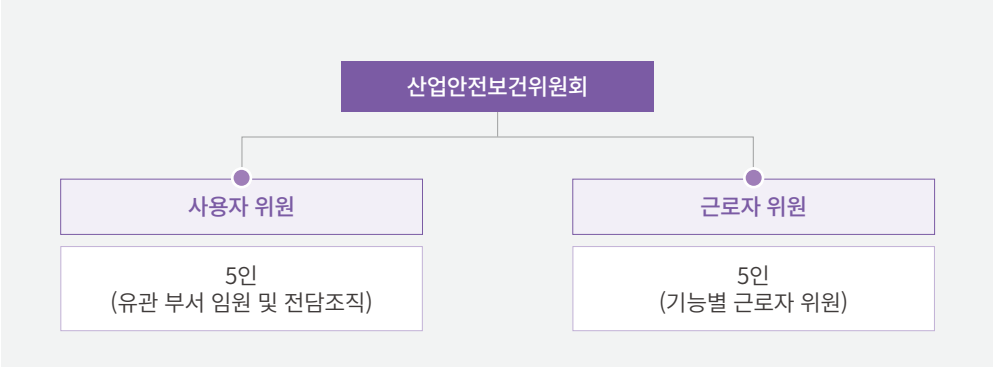 산업안전보건위원회
사용자 위원
근로자 위원
5인
(유관 부서 임원 및 전담조직)
5인
(기능별 근로자 위원)